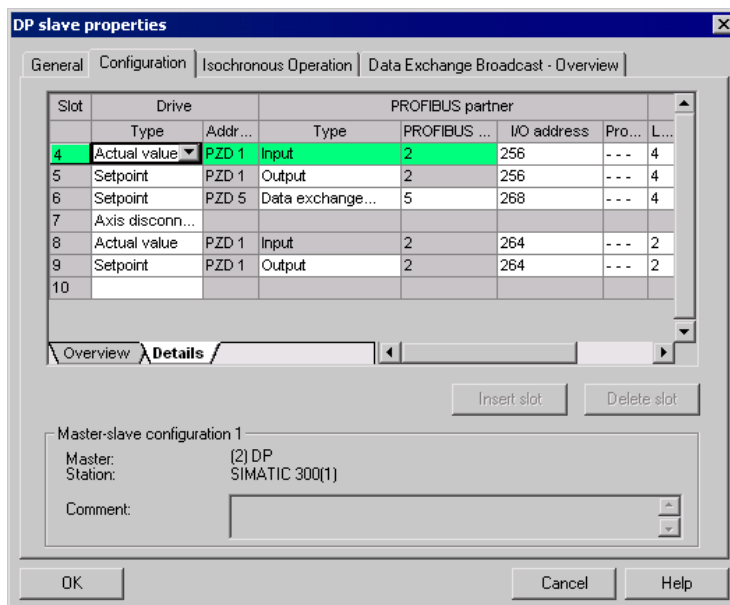 DP slave properties
General Configuration Isochronous Operation Data Exchange Broadcast - Overview
Slot Drive PROFIBUS partner
Type Addr... Type PROFIBUS ... I/O address Pro... L...
4 Actual value PZD 1 Input 2 256 - - - 4
5 Setpoint PZD 1 Output 2 256 - - - 4
6 Setpoint PZD 5 Data exchange... 5 268 - - - 4
7 Axis disconn...
8 Actual value PZD 1 Input 2 264 - - - 2
9 Setpoint PZD 1 Output 2 264 - - - 2
10
Overview Details
Insert slot Delete slot
Master-slave configuration 1
Master: (2) DP
Station: SIMATIC 300(1)
Comment:
OK Cancel Help